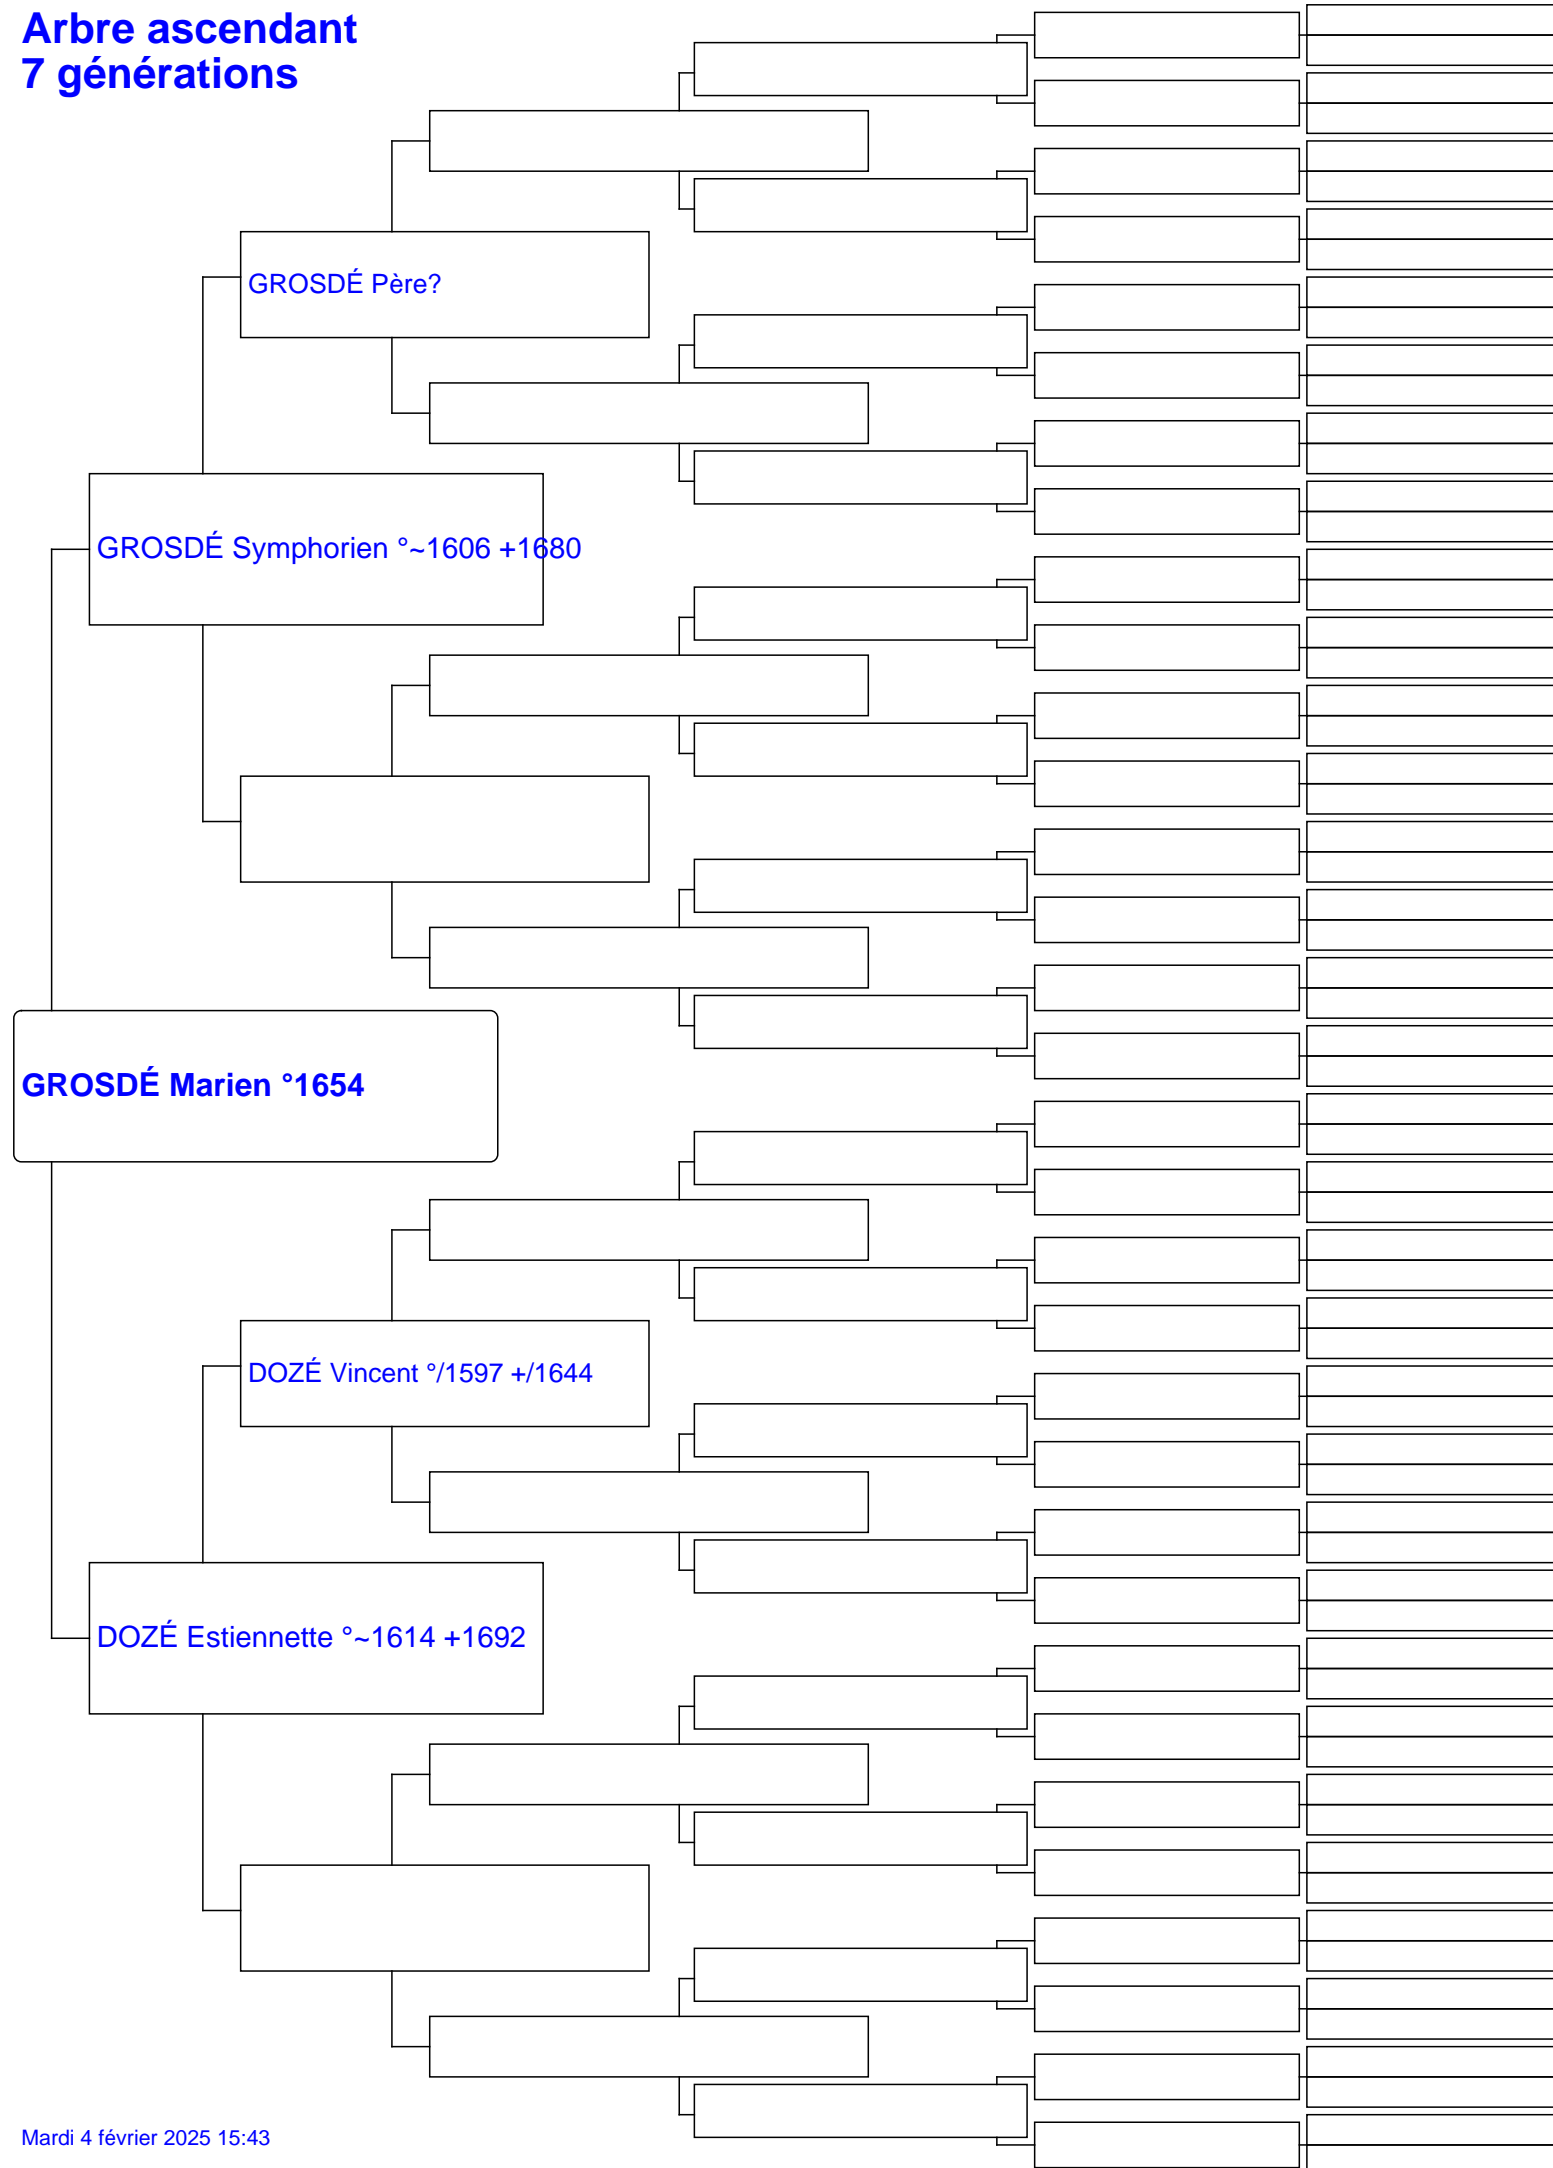 Arbre ascendant
7 générations
GROSDÉ Père?
GROSDÉ Symphorien °~1606 +1680
GROSDÉ Marien °1654
DOZÉ Vincent °/1597 +/1644
DOZÉ Estiennette °~1614 +1692
Mardi 4 février 2025 15:43